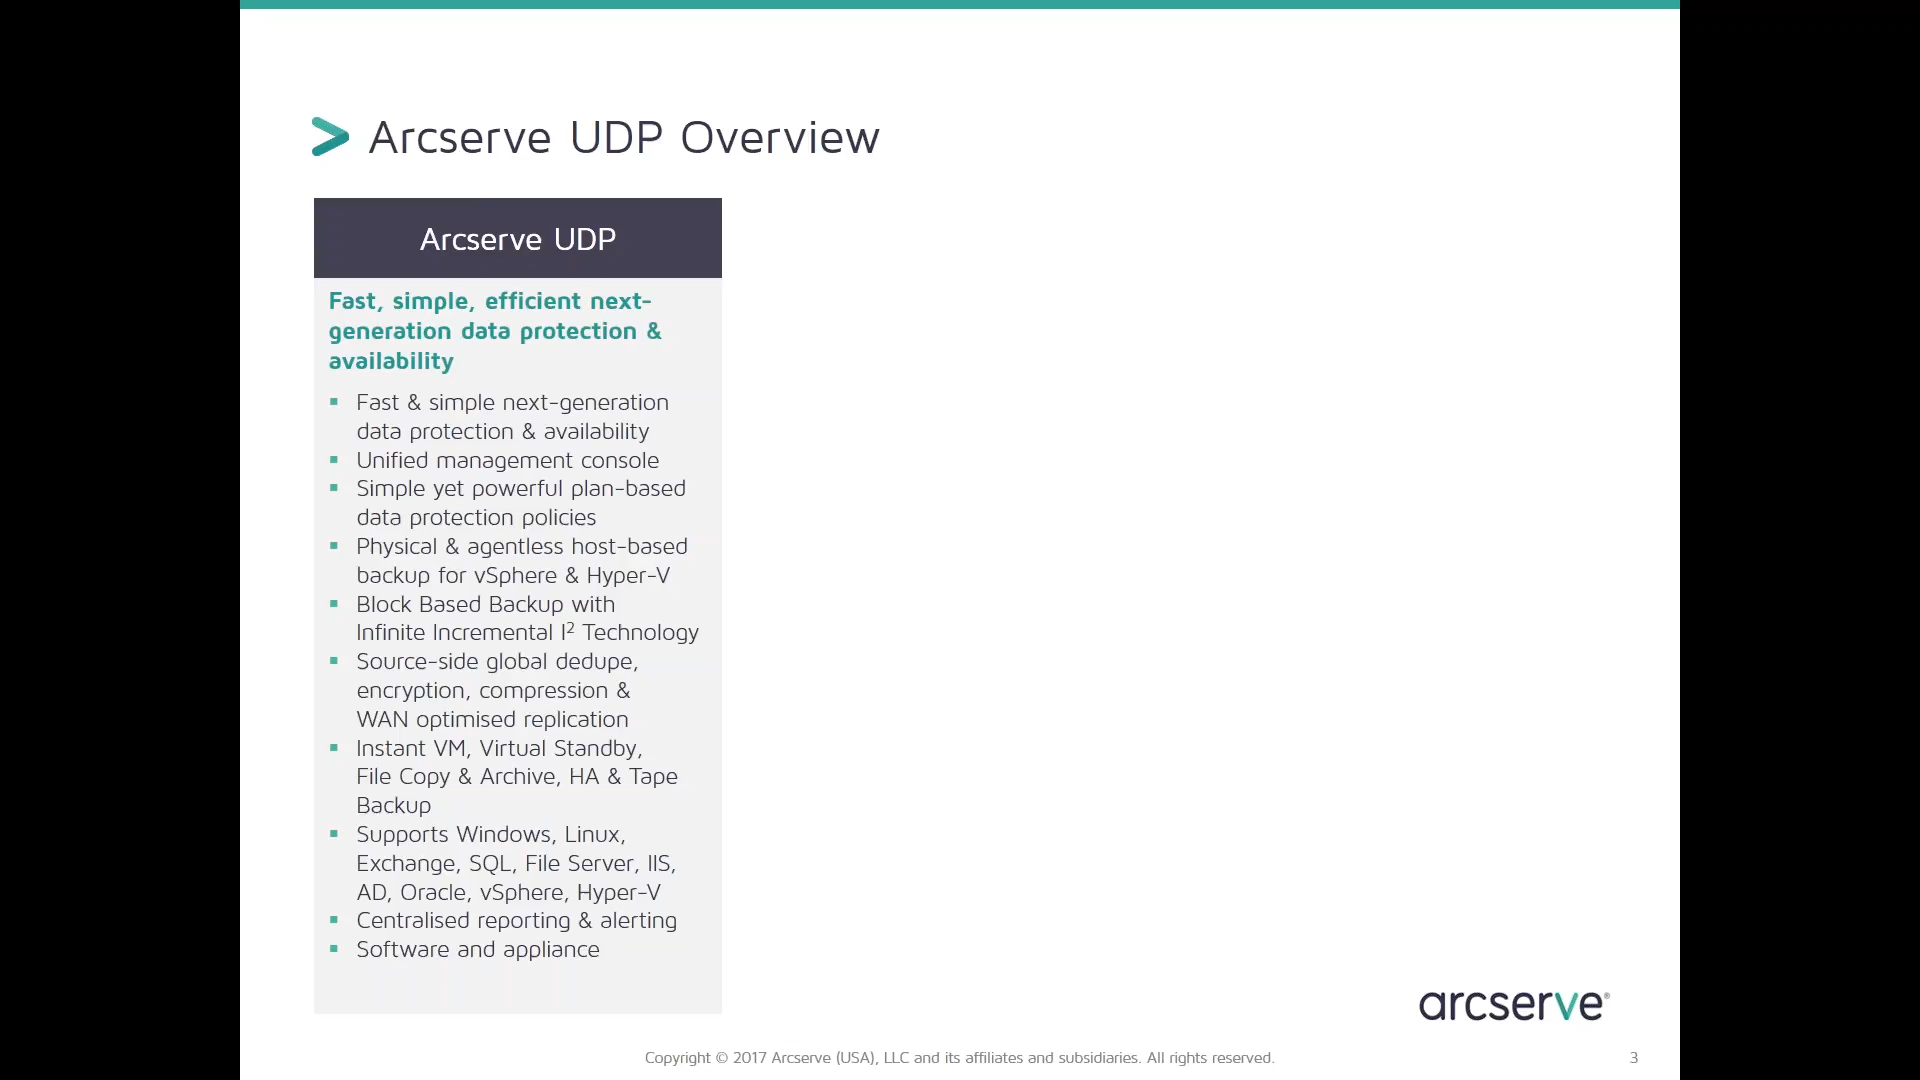 Arcserve UDP Overview
Arcserve UDP
Fast, simple, efficient next-
generation data protection &
availability
▪ Fast & simple next-generation
data protection & availability
▪ Unified management console
▪ Simple yet powerful plan-based
data protection policies
▪ Physical & agentless host-based
backup for vSphere & Hyper-V
▪ Block Based Backup with
Infinite Incremental I² Technology
▪ Source-side global dedupe,
encryption, compression &
WAN optimised replication
▪ Instant VM, Virtual Standby,
File Copy & Archive, HA & Tape
Backup
▪ Supports Windows, Linux,
Exchange, SQL, File Server, IIS,
AD, Oracle, vSphere, Hyper-V
▪ Centralised reporting & alerting
▪ Software and appliance
arcserve®
Copyright © 2017 Arcserve (USA), LLC and its affiliates and subsidiaries. All rights reserved.
3